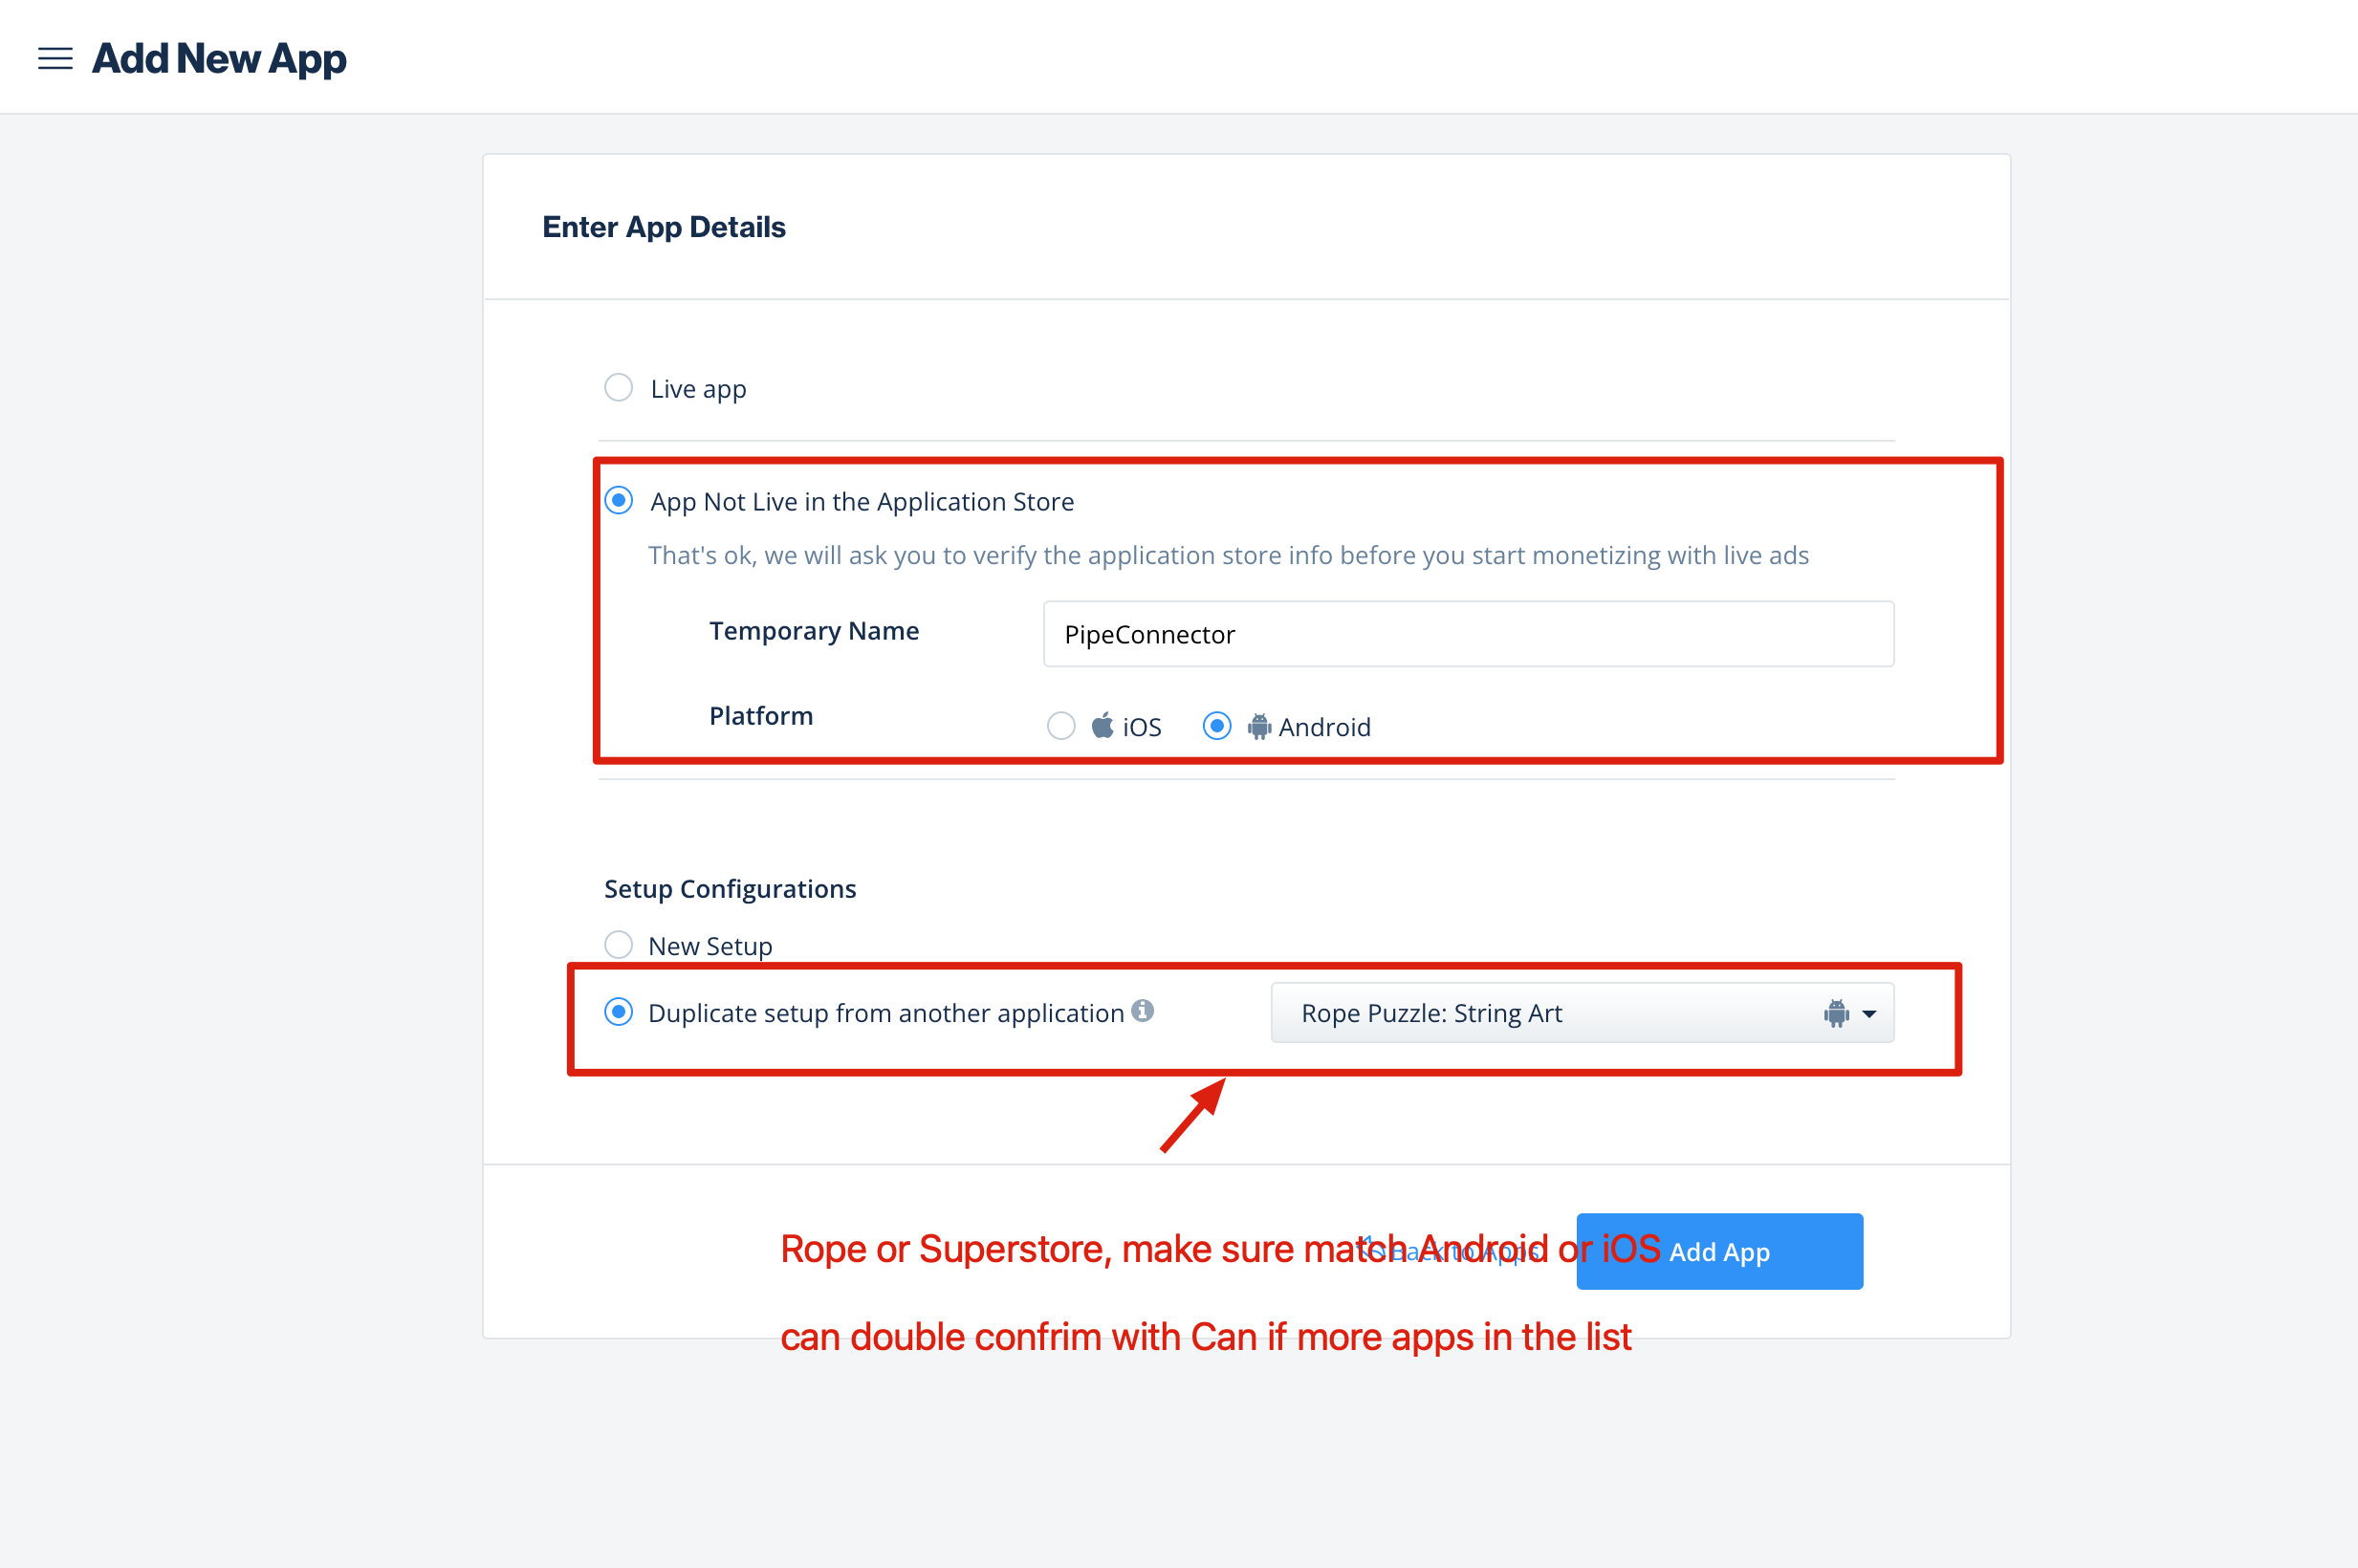 Add New App
Enter App Details
Live app
App Not Live in the Application Store
That's ok, we will ask you to verify the application store info before you start monetizing with live ads
Temporary Name
PipeConnector
Platform
iOS
Android
Setup Configurations
New Setup
Duplicate setup from another application
Rope Puzzle: String Art
Rope or Superstore, make sure match Android or iOS
Back to Apps
Add App
can double confrim with Can if more apps in the list